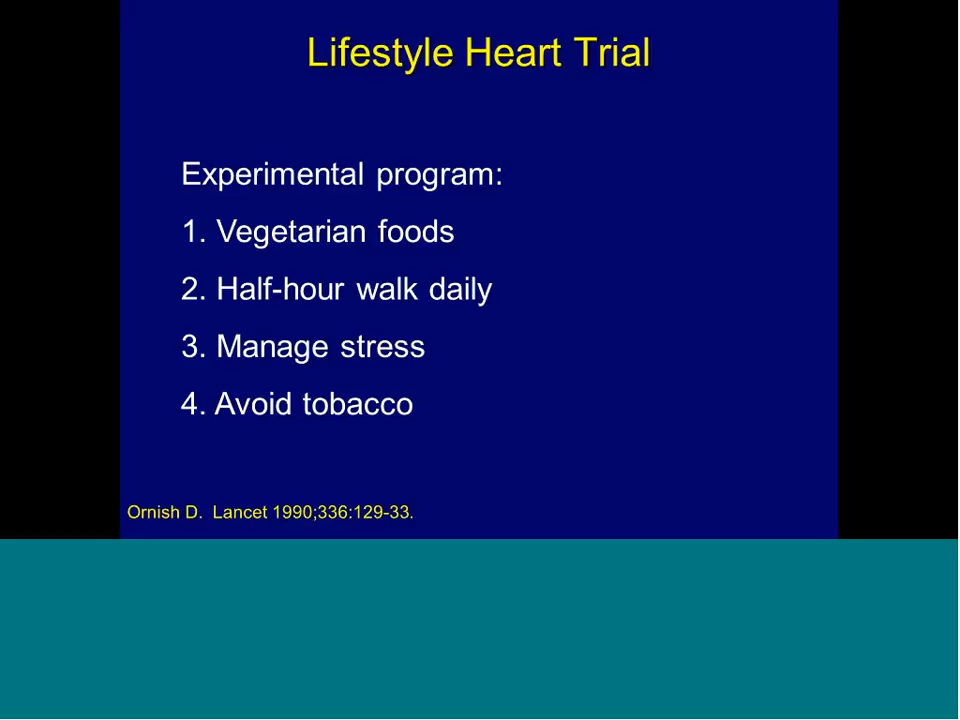 Lifestyle Heart Trial
Experimental program:
1. Vegetarian foods
2. Half-hour walk daily
3. Manage stress
4. Avoid tobacco
Ornish D.  Lancet 1990;336:129-33.